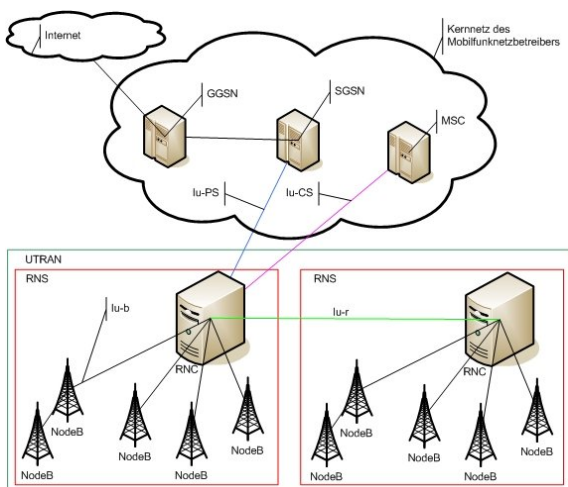 Internet
Kernnetz des
Mobilfunknetzbetreibers
GGSN
SGSN
MSC
Iu-PS
Iu-CS
UTRAN
RNS
RNS
Iu-b
Iu-r
RNC
RNC
NodeB
NodeB
NodeB
NodeB
NodeB
NodeB
NodeB
NodeB
NodeB
NodeB